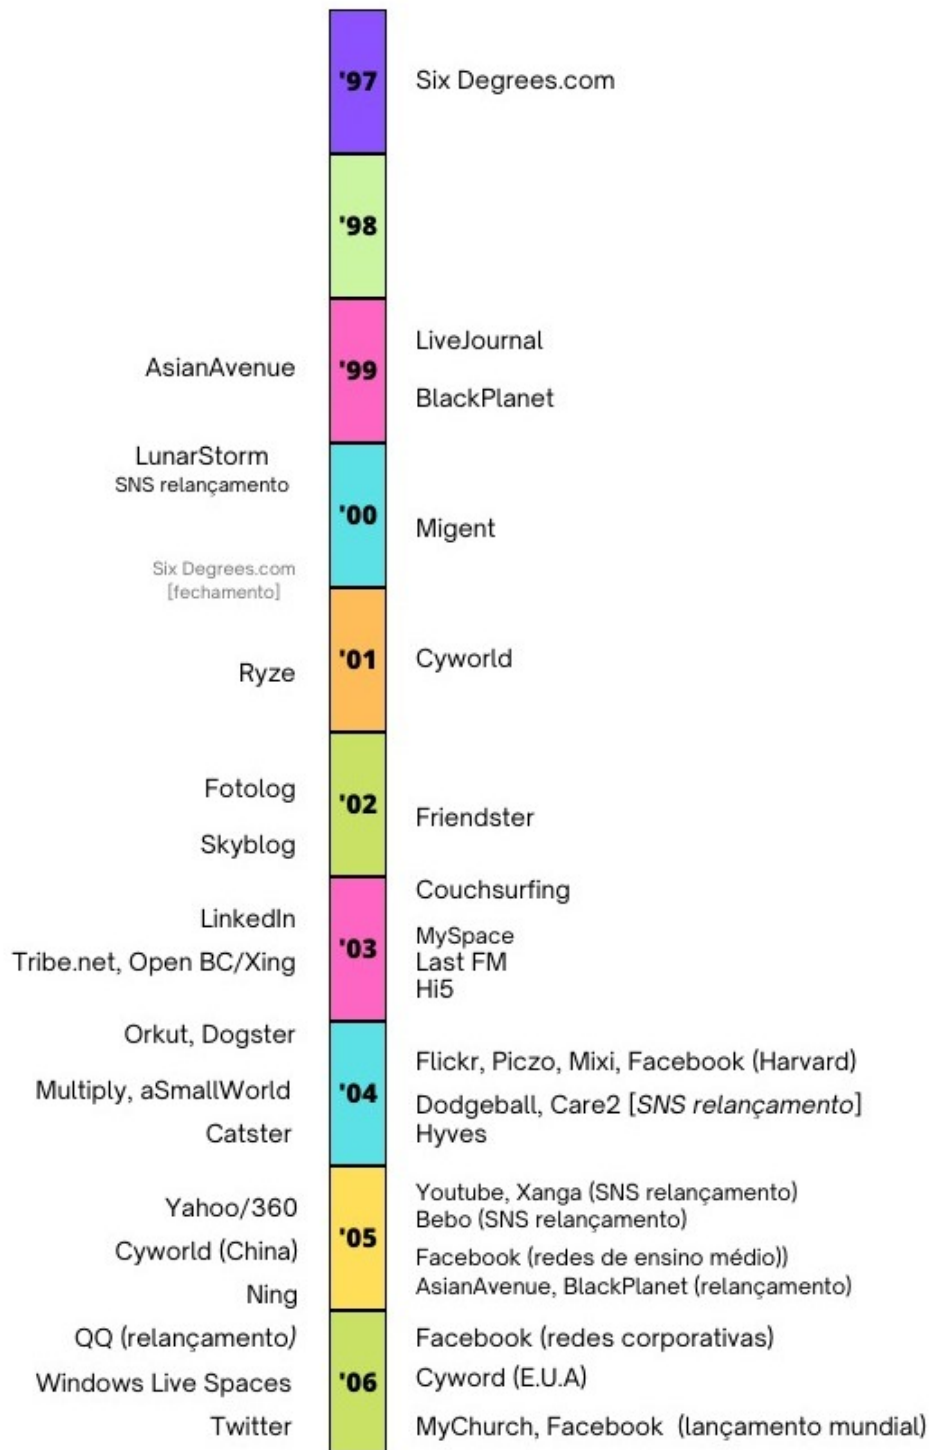 '97
Six Degrees.com
'98
AsianAvenue
'99
LiveJournal
BlackPlanet
LunarStorm
SNS relançamento
'00
Migent
Six Degrees.com
[fechamento]
Ryze
'01
Cyworld
Fotolog
Skyblog
'02
Friendster
LinkedIn
Tribe.net, Open BC/Xing
'03
Couchsurfing
MySpace
Last FM
Hi5
Orkut, Dogster
Multiply, aSmallWorld
Catster
'04
Flickr, Piczo, Mixi, Facebook (Harvard)
Dodgeball, Care2 [SNS relançamento]
Hyves
Yahoo/360
Cyworld (China)
Ning
'05
Youtube, Xanga (SNS relançamento)
Bebo (SNS relançamento)
Facebook (redes de ensino médio))
AsianAvenue, BlackPlanet (relançamento)
QQ (relançamento)
Windows Live Spaces
Twitter
'06
Facebook (redes corporativas)
Cyword (E.U.A)
MyChurch, Facebook (lançamento mundial)